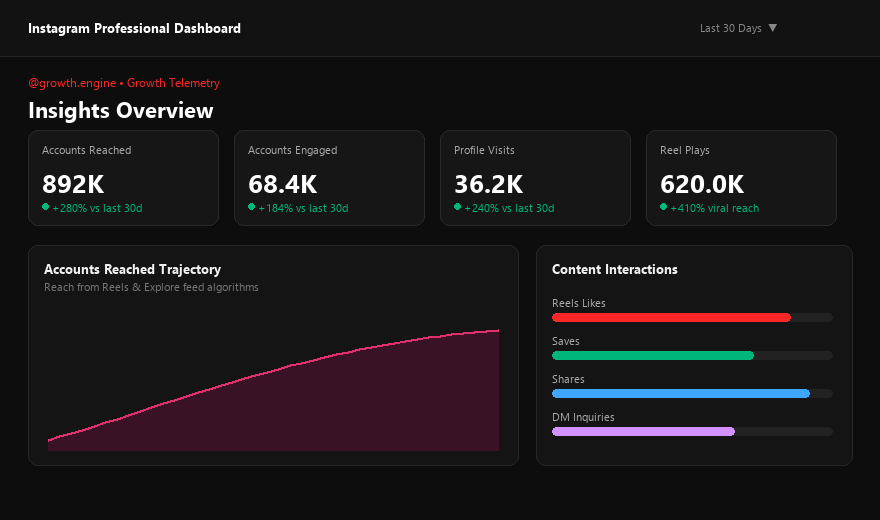 Instagram Professional Dashboard
Last 30 Days ▼
@growth.engine • Growth Telemetry
Insights Overview
Accounts Reached
892K
+280% vs last 30d
Accounts Engaged
68.4K
+184% vs last 30d
Profile Visits
36.2K
+240% vs last 30d
Reel Plays
620.0K
+410% viral reach
Accounts Reached Trajectory
Reach from Reels & Explore feed algorithms
Content Interactions
Reels Likes
Saves
Shares
DM Inquiries